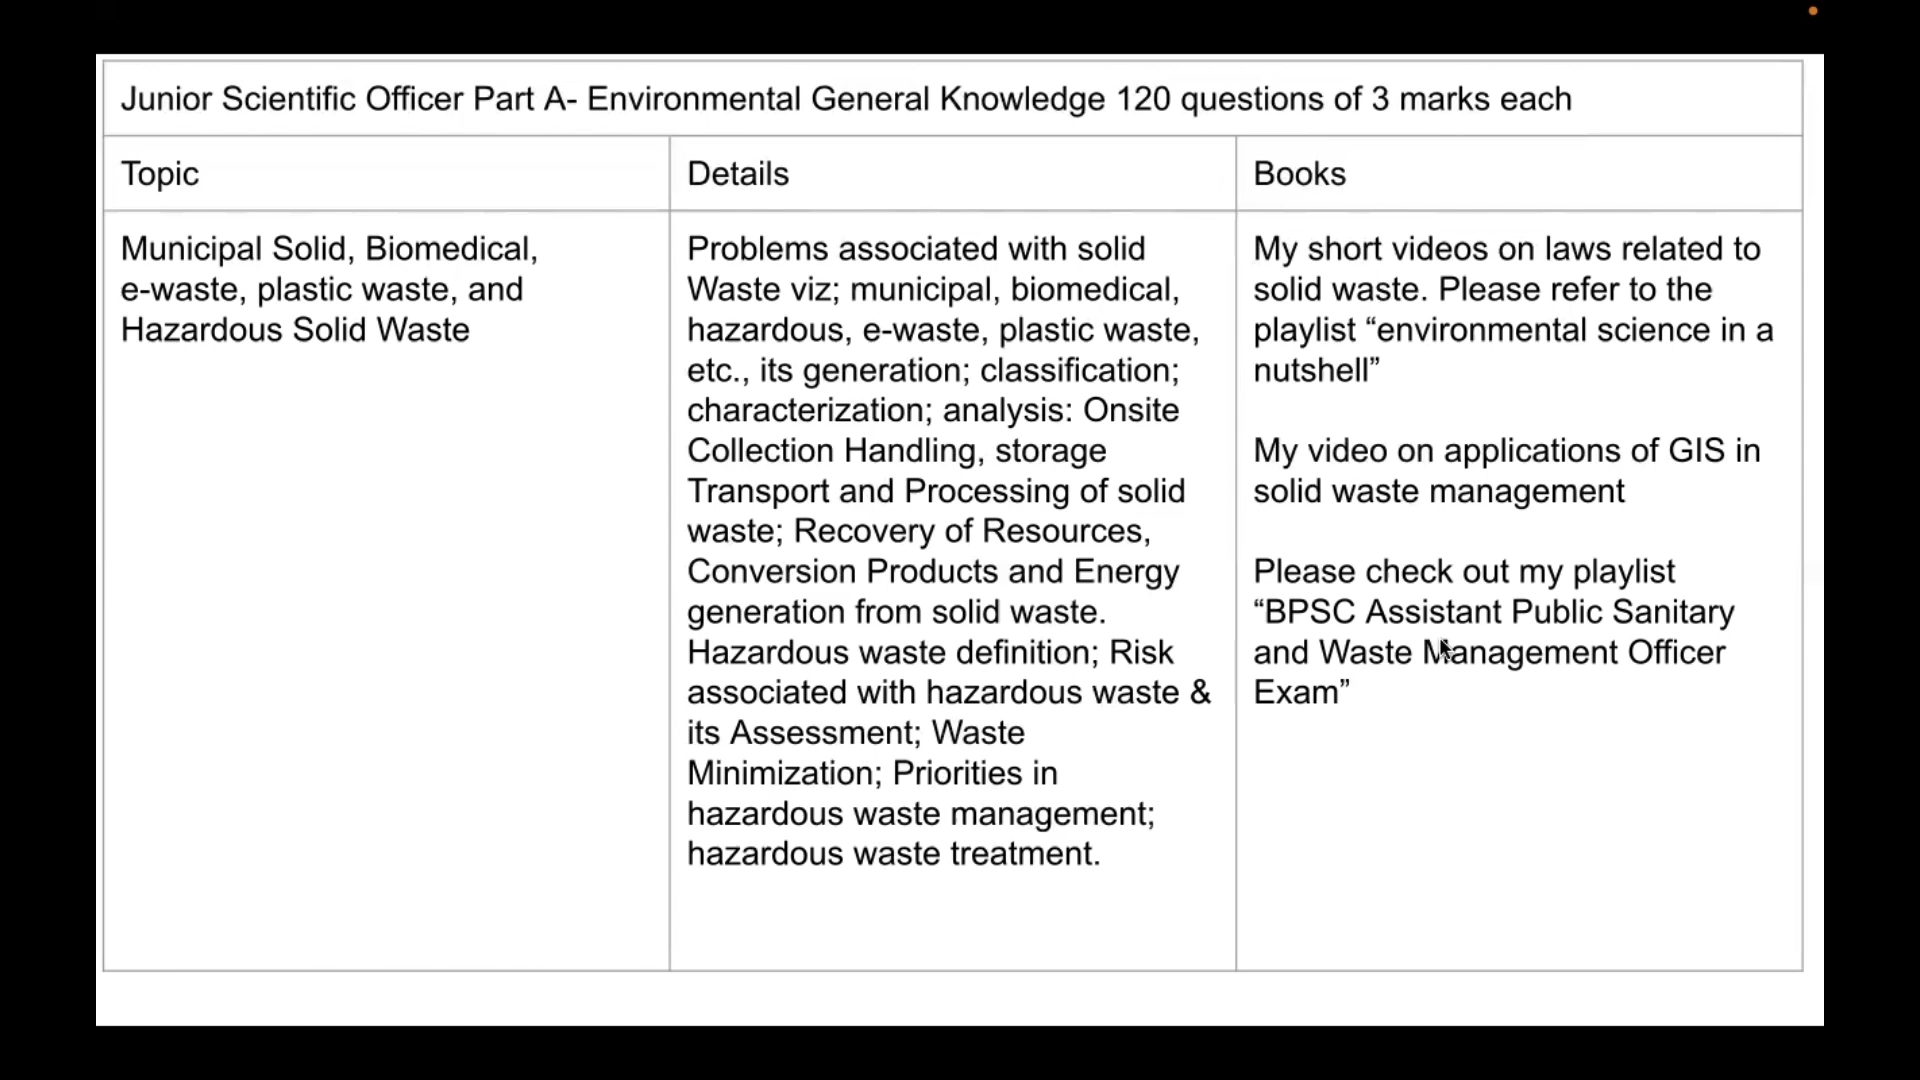 Junior Scientific Officer Part A- Environmental General Knowledge 120 questions of 3 marks each
Topic
Details
Books
Municipal Solid, Biomedical,
e-waste, plastic waste, and
Hazardous Solid Waste
Problems associated with solid
Waste viz; municipal, biomedical,
hazardous, e-waste, plastic waste,
etc., its generation; classification;
characterization; analysis: Onsite
Collection Handling, storage
Transport and Processing of solid
waste; Recovery of Resources,
Conversion Products and Energy
generation from solid waste.
Hazardous waste definition; Risk
associated with hazardous waste &
its Assessment; Waste
Minimization; Priorities in
hazardous waste management;
hazardous waste treatment.
My short videos on laws related to
solid waste. Please refer to the
playlist “environmental science in a
nutshell”
My video on applications of GIS in
solid waste management
Please check out my playlist
“BPSC Assistant Public Sanitary
and Waste Management Officer
Exam”